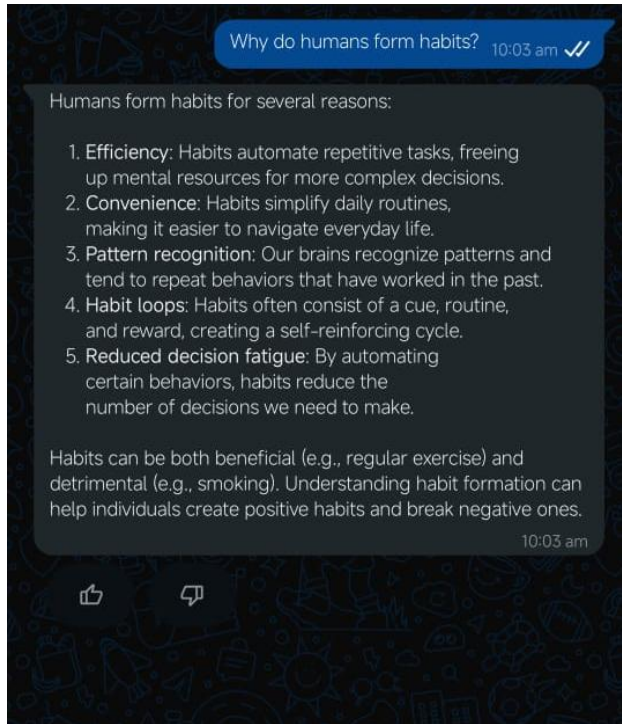 Why do humans form habits?
10:03 am
Humans form habits for several reasons:
1. Efficiency: Habits automate repetitive tasks, freeing
up mental resources for more complex decisions.
2. Convenience: Habits simplify daily routines,
making it easier to navigate everyday life.
3. Pattern recognition: Our brains recognize patterns and
tend to repeat behaviors that have worked in the past.
4. Habit loops: Habits often consist of a cue, routine,
and reward, creating a self-reinforcing cycle.
5. Reduced decision fatigue: By automating
certain behaviors, habits reduce the
number of decisions we need to make.
Habits can be both beneficial (e.g., regular exercise) and
detrimental (e.g., smoking). Understanding habit formation can
help individuals create positive habits and break negative ones.
10:03 am